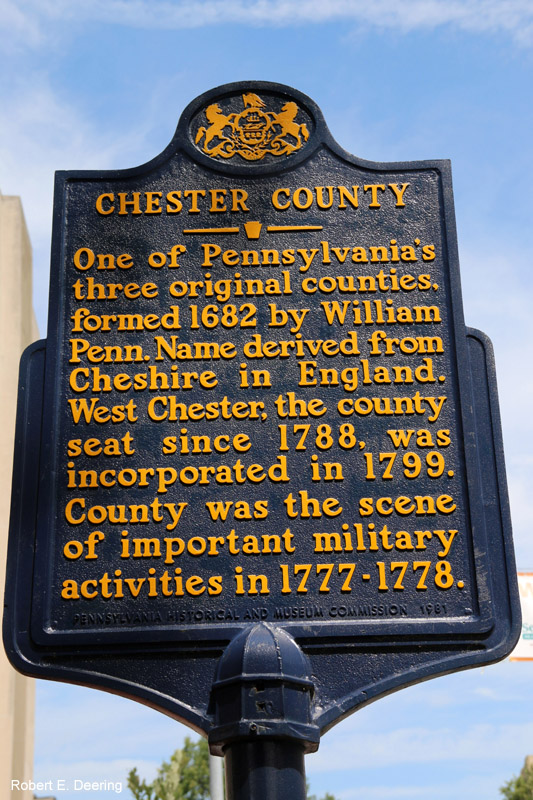 CHESTER COUNTY
One of Pennsylvania's
three original counties,
formed 1682 by William
Penn. Name derived from
Cheshire in England.
West Chester, the county
seat since 1788, was
incorporated in 1799.
County was the scene
of important military
activities in 1777-1778.
PENNSYLVANIA HISTORICAL AND MUSEUM COMMISSION 1981
Robert E. Deering